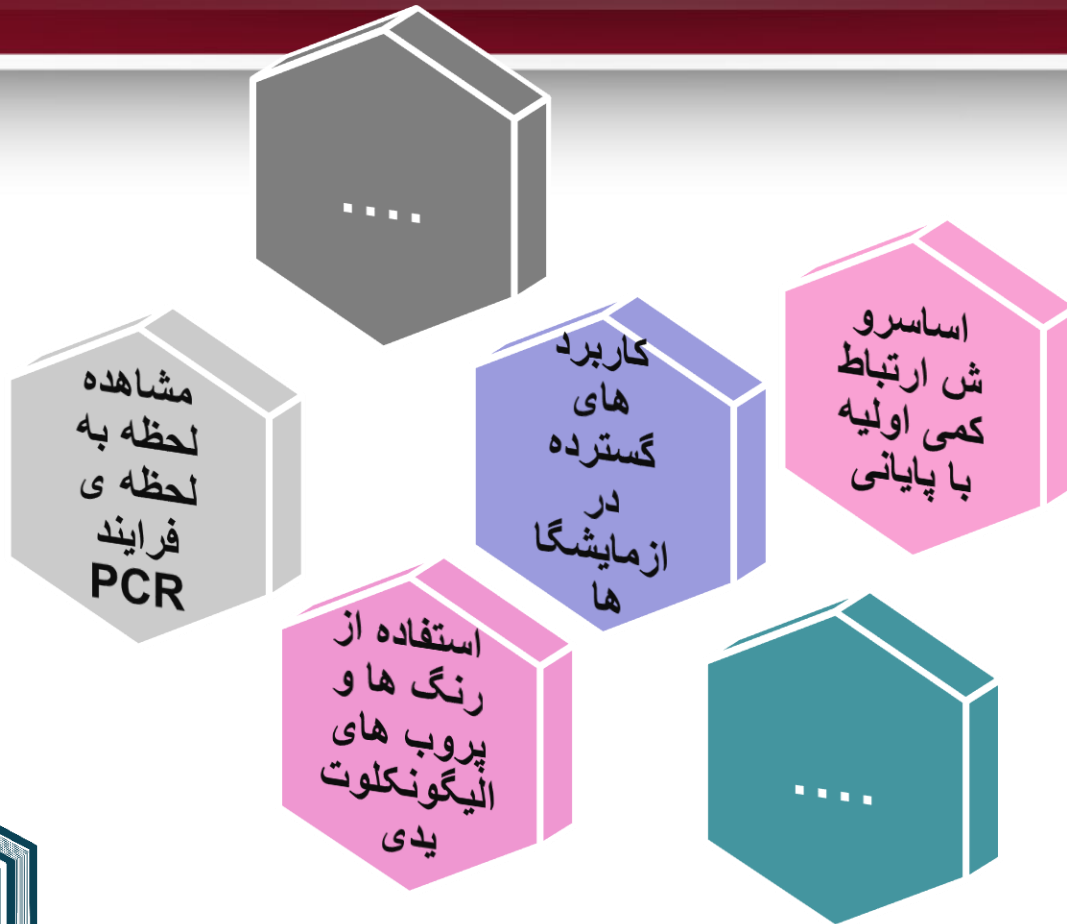 ....
اساسرو
ش ارتباط
کمی اولیه
با پایانی
کاربرد
های
گسترده
در
ازمایشگا
ها
مشاهده
لحظه به
لحظه ی
فرایند
PCR
استفاده از
رنگ ها و
پروب های
الیگونکلوت
یدی
....